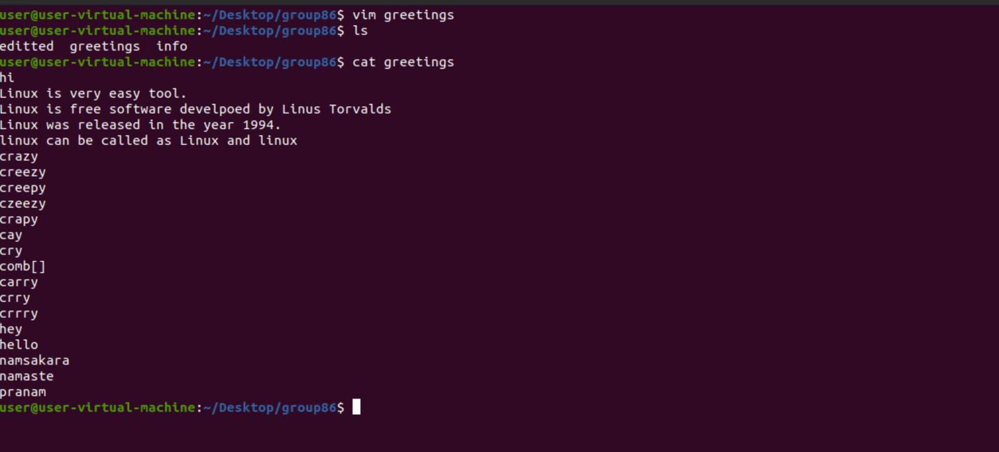 user@user-virtual-machine:~/Desktop/group86$ vim greetings
user@user-virtual-machine:~/Desktop/group86$ ls
editted  greetings  info
user@user-virtual-machine:~/Desktop/group86$ cat greetings
hi
Linux is very easy tool.
Linux is free software develpoed by Linus Torvalds
Linux was released in the year 1994.
linux can be called as Linux and linux
crazy
creezy
creepy
czeezy
crapy
cay
cry
comb[]
carry
crry
crrry
hey
hello
namsakara
namaste
pranam
user@user-virtual-machine:~/Desktop/group86$